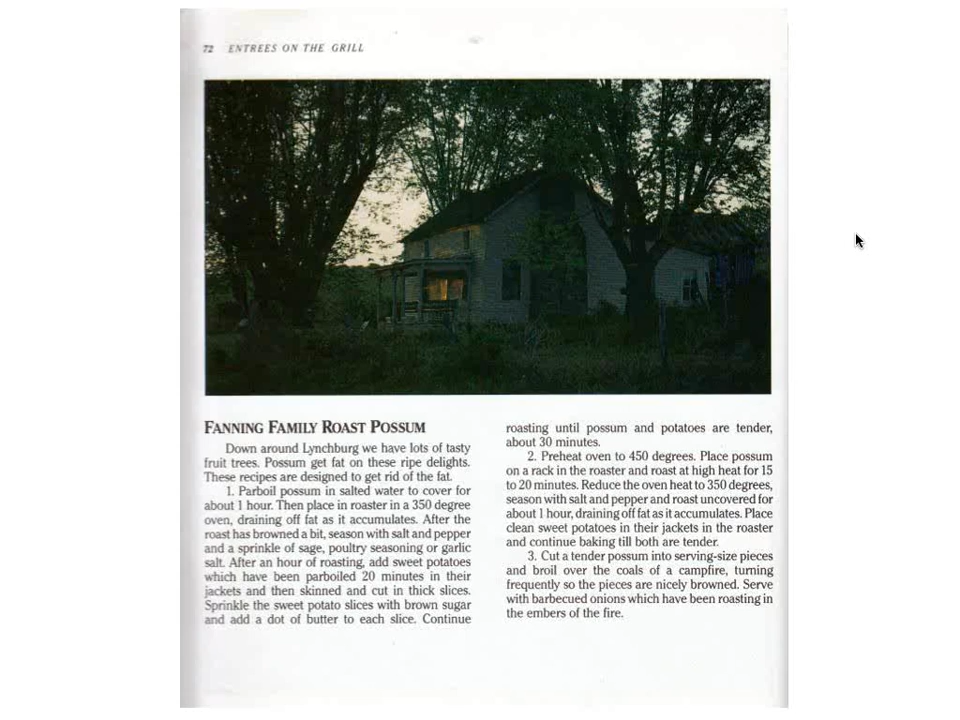 72 ENTREES ON THE GRILL
FANNING FAMILY ROAST POSSUM
Down around Lynchburg we have lots of tasty
fruit trees. Possum get fat on these ripe delights.
These recipes are designed to get rid of the fat.
1. Parboil possum in salted water to cover for
about 1 hour. Then place in roaster in a 350 degree
oven, draining off fat as it accumulates. After the
roast has browned a bit, season with salt and pepper
and a sprinkle of sage, poultry seasoning or garlic
salt. After an hour of roasting, add sweet potatoes
which have been parboiled 20 minutes in their
jackets and then skinned and cut in thick slices.
Sprinkle the sweet potato slices with brown sugar
and add a dot of butter to each slice. Continue
roasting until possum and potatoes are tender,
about 30 minutes.
2. Preheat oven to 450 degrees. Place possum
on a rack in the roaster and roast at high heat for 15
to 20 minutes. Reduce the oven heat to 350 degrees,
season with salt and pepper and roast uncovered for
about 1 hour, draining off fat as it accumulates. Place
clean sweet potatoes in their jackets in the roaster
and continue baking till both are tender.
3. Cut a tender possum into serving-size pieces
and broil over the coals of a campfire, turning
frequently so the pieces are nicely browned. Serve
with barbecued onions which have been roasting in
the embers of the fire.